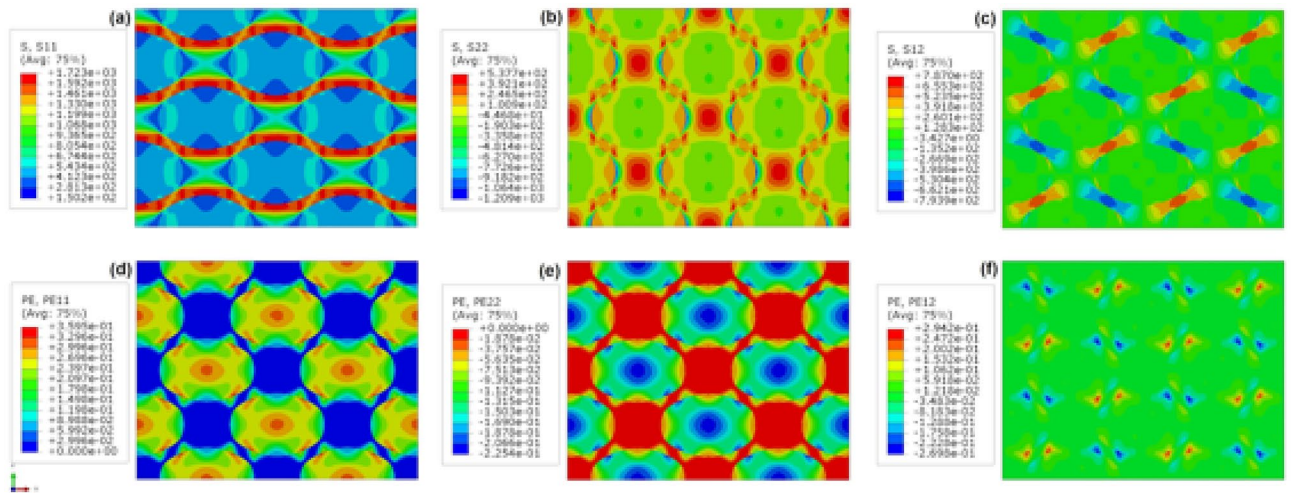 (a)
S, S11
(Avg: 75%)
+1.723e+03
+1.592e+03
+1.461e+03
+1.330e+03
+1.199e+03
+1.068e+03
+9.365e+02
+8.054e+02
+6.744e+02
+5.434e+02
+4.123e+02
+2.813e+02
+1.502e+02
(b)
S, S22
(Avg: 75%)
+5.377e+02
+3.921e+02
+2.465e+02
+1.009e+02
-4.468e+01
-1.903e+02
-3.358e+02
-4.814e+02
-6.270e+02
-7.726e+02
-9.182e+02
-1.064e+03
-1.209e+03
(c)
S, S12
(Avg: 75%)
+7.870e+02
+6.553e+02
+5.235e+02
+3.918e+02
+2.601e+02
+1.283e+02
-3.427e+00
-1.352e+02
-2.669e+02
-3.986e+02
-5.304e+02
-6.621e+02
-7.939e+02
(d)
PE, PE11
(Avg: 75%)
+3.595e-01
+3.296e-01
+2.996e-01
+2.696e-01
+2.397e-01
+2.097e-01
+1.798e-01
+1.498e-01
+1.198e-01
+8.988e-02
+5.992e-02
+2.996e-02
+0.000e+00
(e)
PE, PE22
(Avg: 75%)
+0.000e+00
-1.878e-02
-3.757e-02
-5.635e-02
-7.513e-02
-9.392e-02
-1.127e-01
-1.315e-01
-1.503e-01
-1.690e-01
-1.878e-01
-2.066e-01
-2.254e-01
(f)
PE, PE12
(Avg: 75%)
+2.942e-01
+2.472e-01
+2.002e-01
+1.532e-01
+1.062e-01
+5.918e-02
+1.218e-02
-3.483e-02
-8.183e-02
-1.288e-01
-1.758e-01
-2.228e-01
-2.698e-01